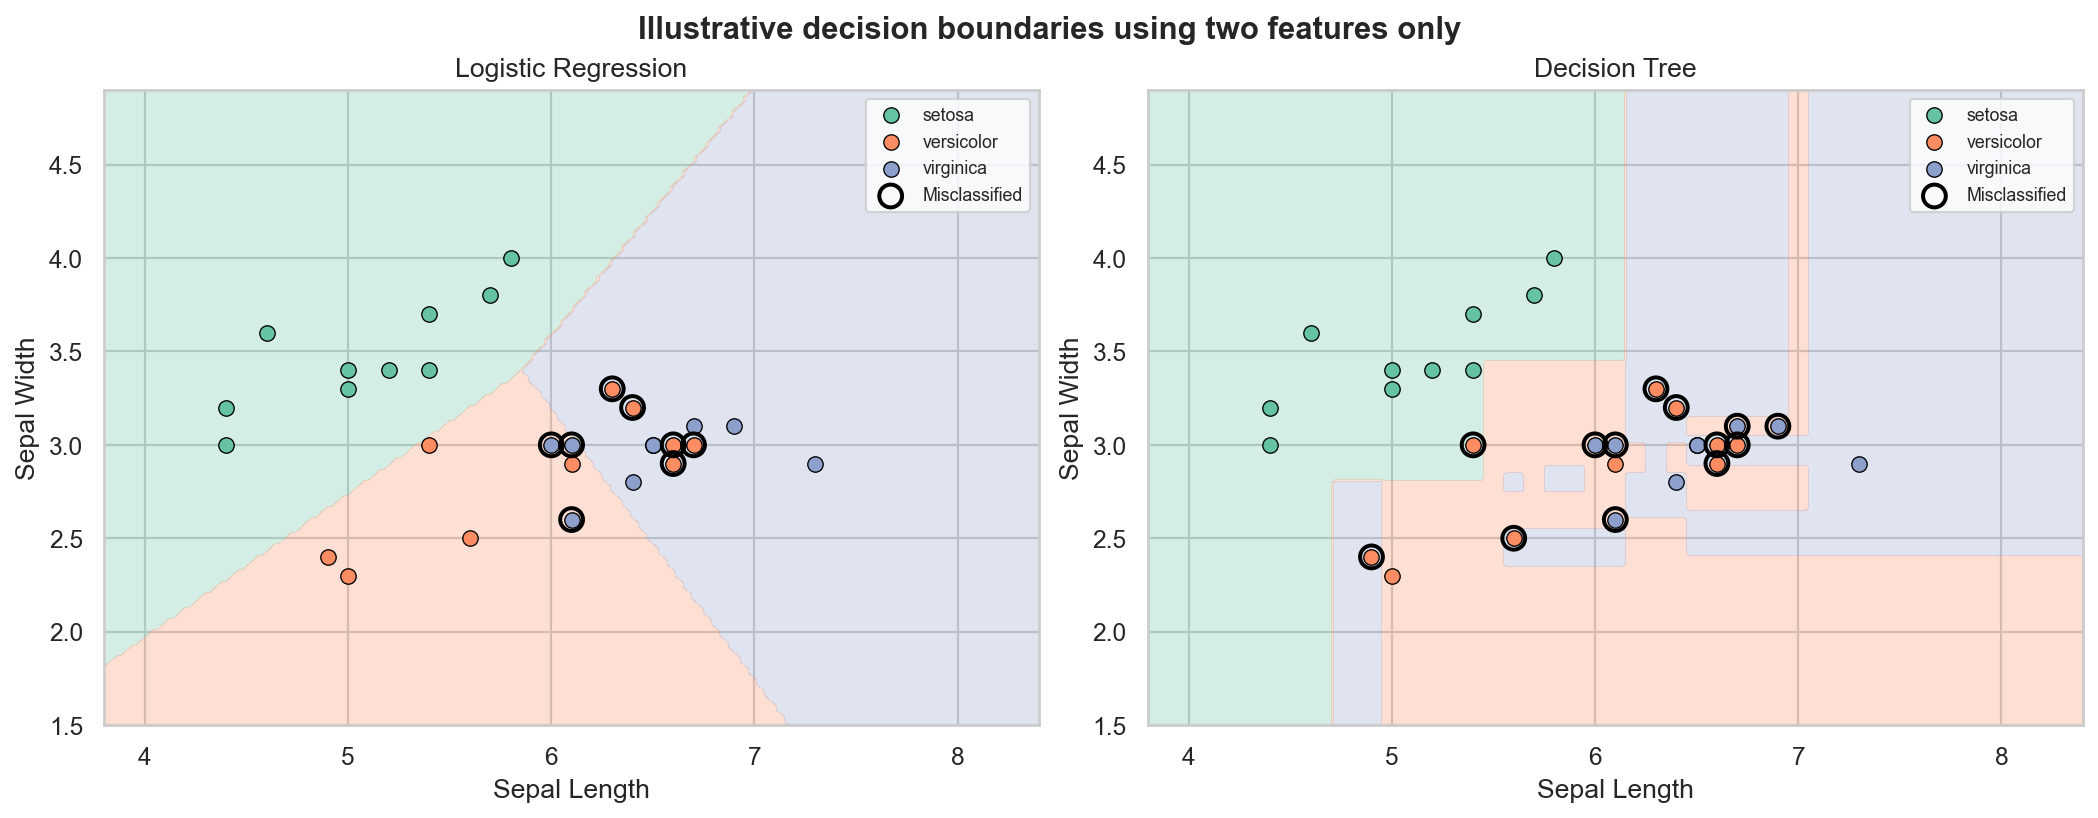 Illustrative decision boundaries using two features only
Logistic Regression
setosa
versicolor
virginica
Misclassified
4.5
4.0
3.5
3.0
2.5
2.0
1.5
Sepal Width
4 5 6 7 8
Sepal Length
Decision Tree
setosa
versicolor
virginica
Misclassified
4.5
4.0
3.5
3.0
2.5
2.0
1.5
Sepal Width
4 5 6 7 8
Sepal Length